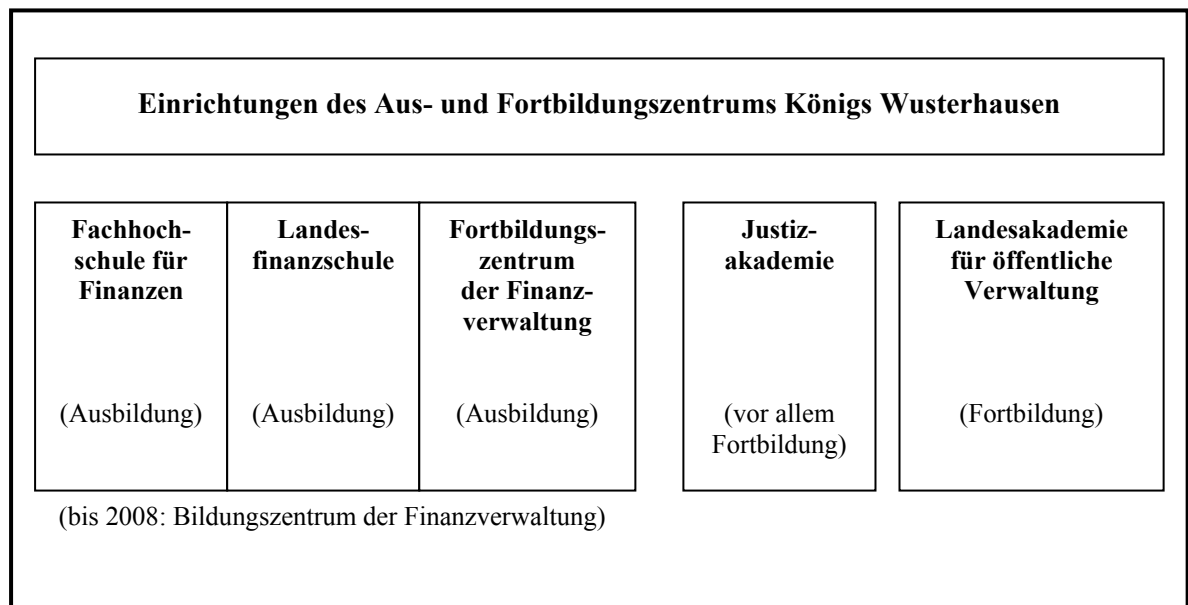 Einrichtungen des Aus- und Fortbildungszentrums Königs Wusterhausen
Fachhoch-
schule für
Finanzen
(Ausbildung)
Landes-
finanzschule
(Ausbildung)
Fortbildungs-
zentrum
der Finanz-
verwaltung
(Ausbildung)
Justiz-
akademie
(vor allem
Fortbildung)
Landesakademie
für öffentliche
Verwaltung
(Fortbildung)
(bis 2008: Bildungszentrum der Finanzverwaltung)